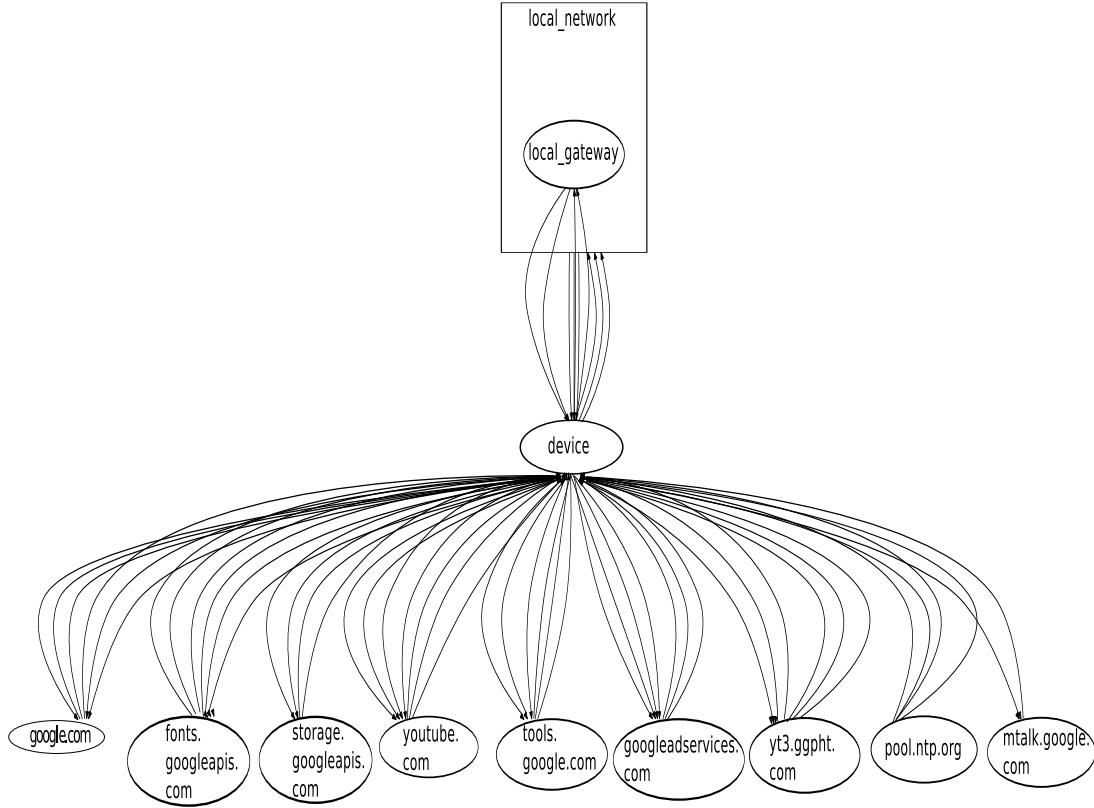 local_network
local_gateway
device
google.com
fonts.
googleapis.
com
storage.
googleapis.
com
youtube.
com
tools.
google.com
googleadservices.
com
yt3.ggpht.
com
pool.ntp.org
mtalk.google.
com